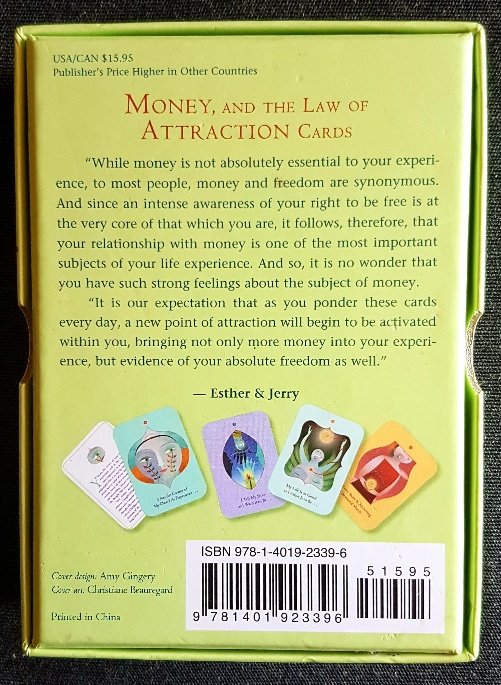 USA/CAN $15.95
Publisher's Price Higher in Other Countries
MONEY, AND THE LAW OF
ATTRACTION CARDS
"While money is not absolutely essential to your experi-
ence, to most people, money and freedom are synonymous.
And since an intense awareness of your right to be free is at
the very core of that which you are, it follows, therefore, that
your relationship with money is one of the most important
subjects of your life experience. And so, it is no wonder that
you have such strong feelings about the subject of money.
"It is our expectation that as you ponder these cards
every day, a new point of attraction will begin to be activated
within you, bringing not only more money into your experi-
ence, but evidence of your absolute freedom as well."
— Esther & Jerry
ISBN 978-1-4019-2339-6
51595
9 781401 923396
Cover design: Amy Gingery
Cover art: Christiane Beauregard
Printed in China